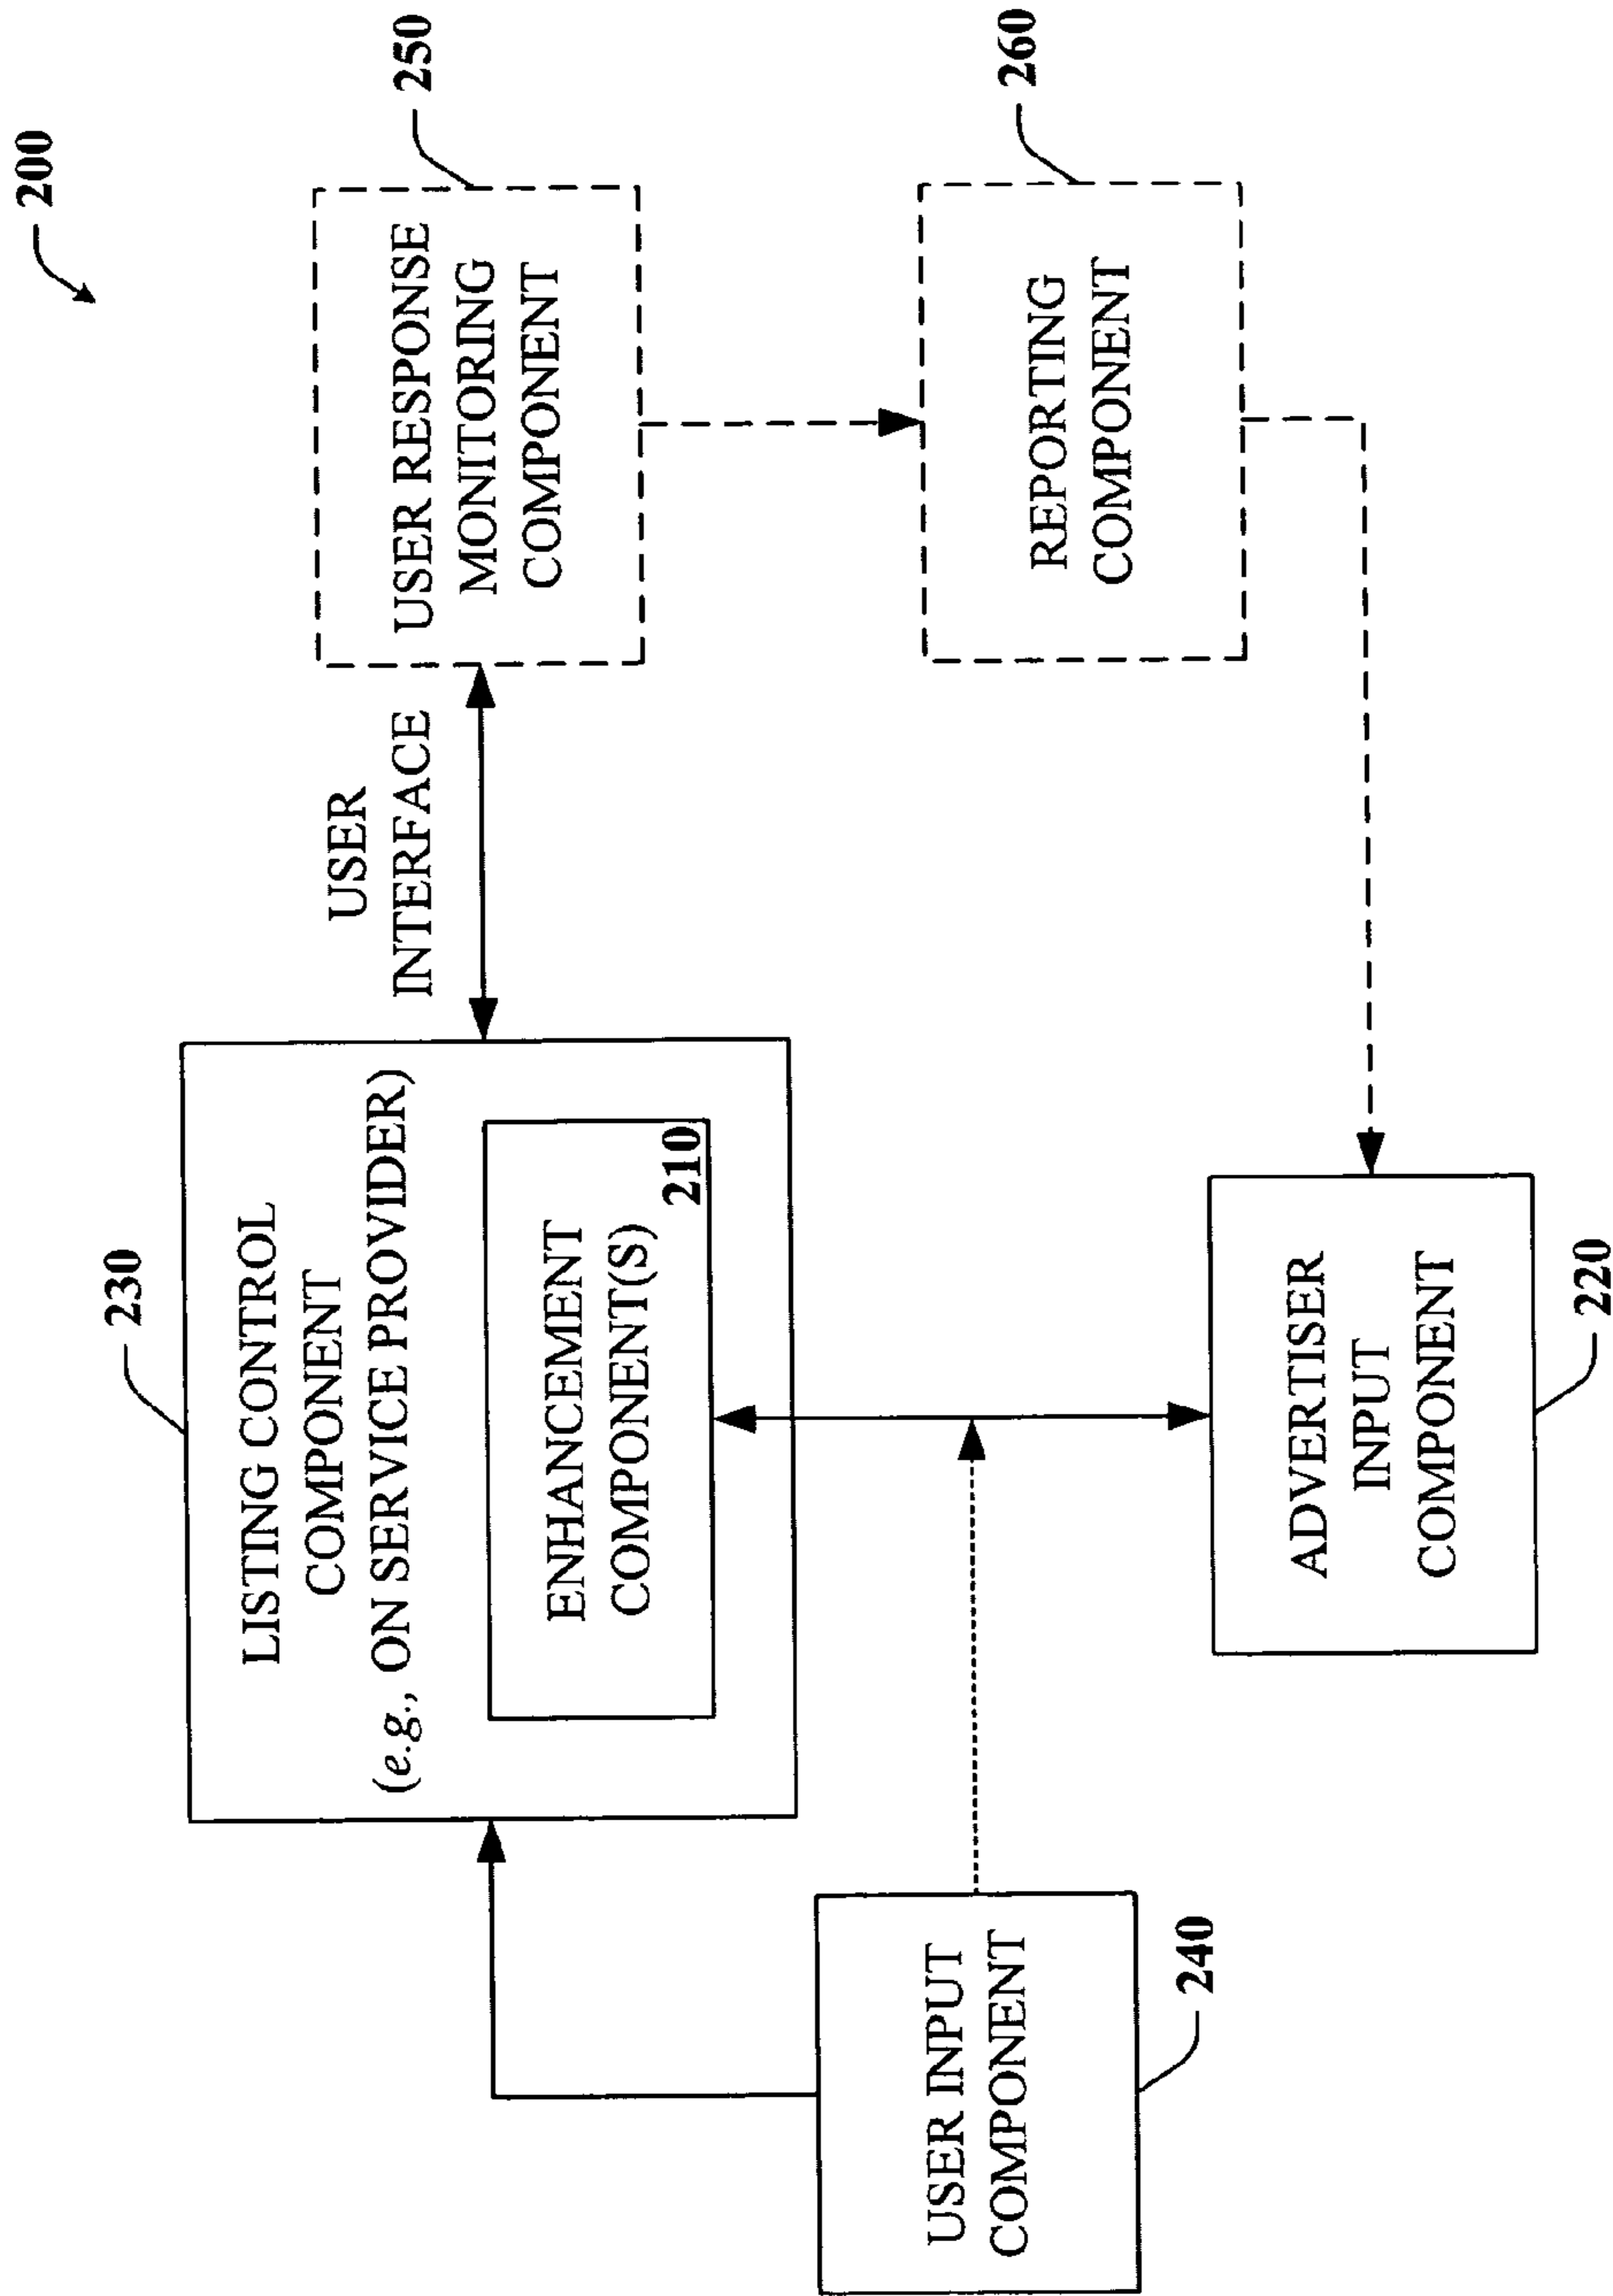 200
230
LISTING CONTROL
COMPONENT
(e.g., ON SERVICE PROVIDER)
ENHANCEMENT
COMPONENT(S)
210
USER
INTERFACE
250
USER RESPONSE
MONITORING
COMPONENT
USER INPUT
COMPONENT
240
260
REPORTING
COMPONENT
ADVERTISER
INPUT
COMPONENT
220